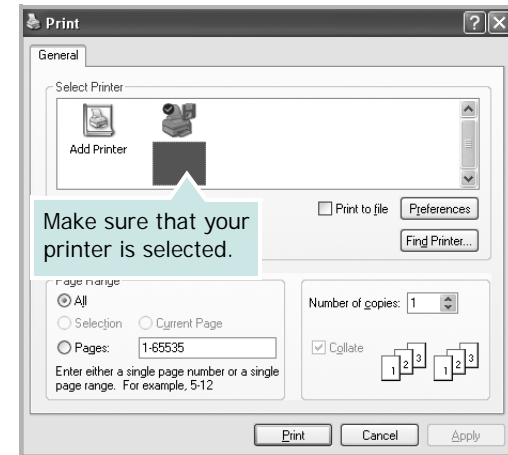 Print
General
Select Printer
Add Printer
Make sure that your
printer is selected.
Print to file
Preferences
Find Printer...
Page Range
All
Selection
Current Page
Pages:
1-65535
Enter either a single page number or a single
page range. For example, 5-12
Number of copies:
1
Collate
1 2 3
1 2 3
Print
Cancel
Apply